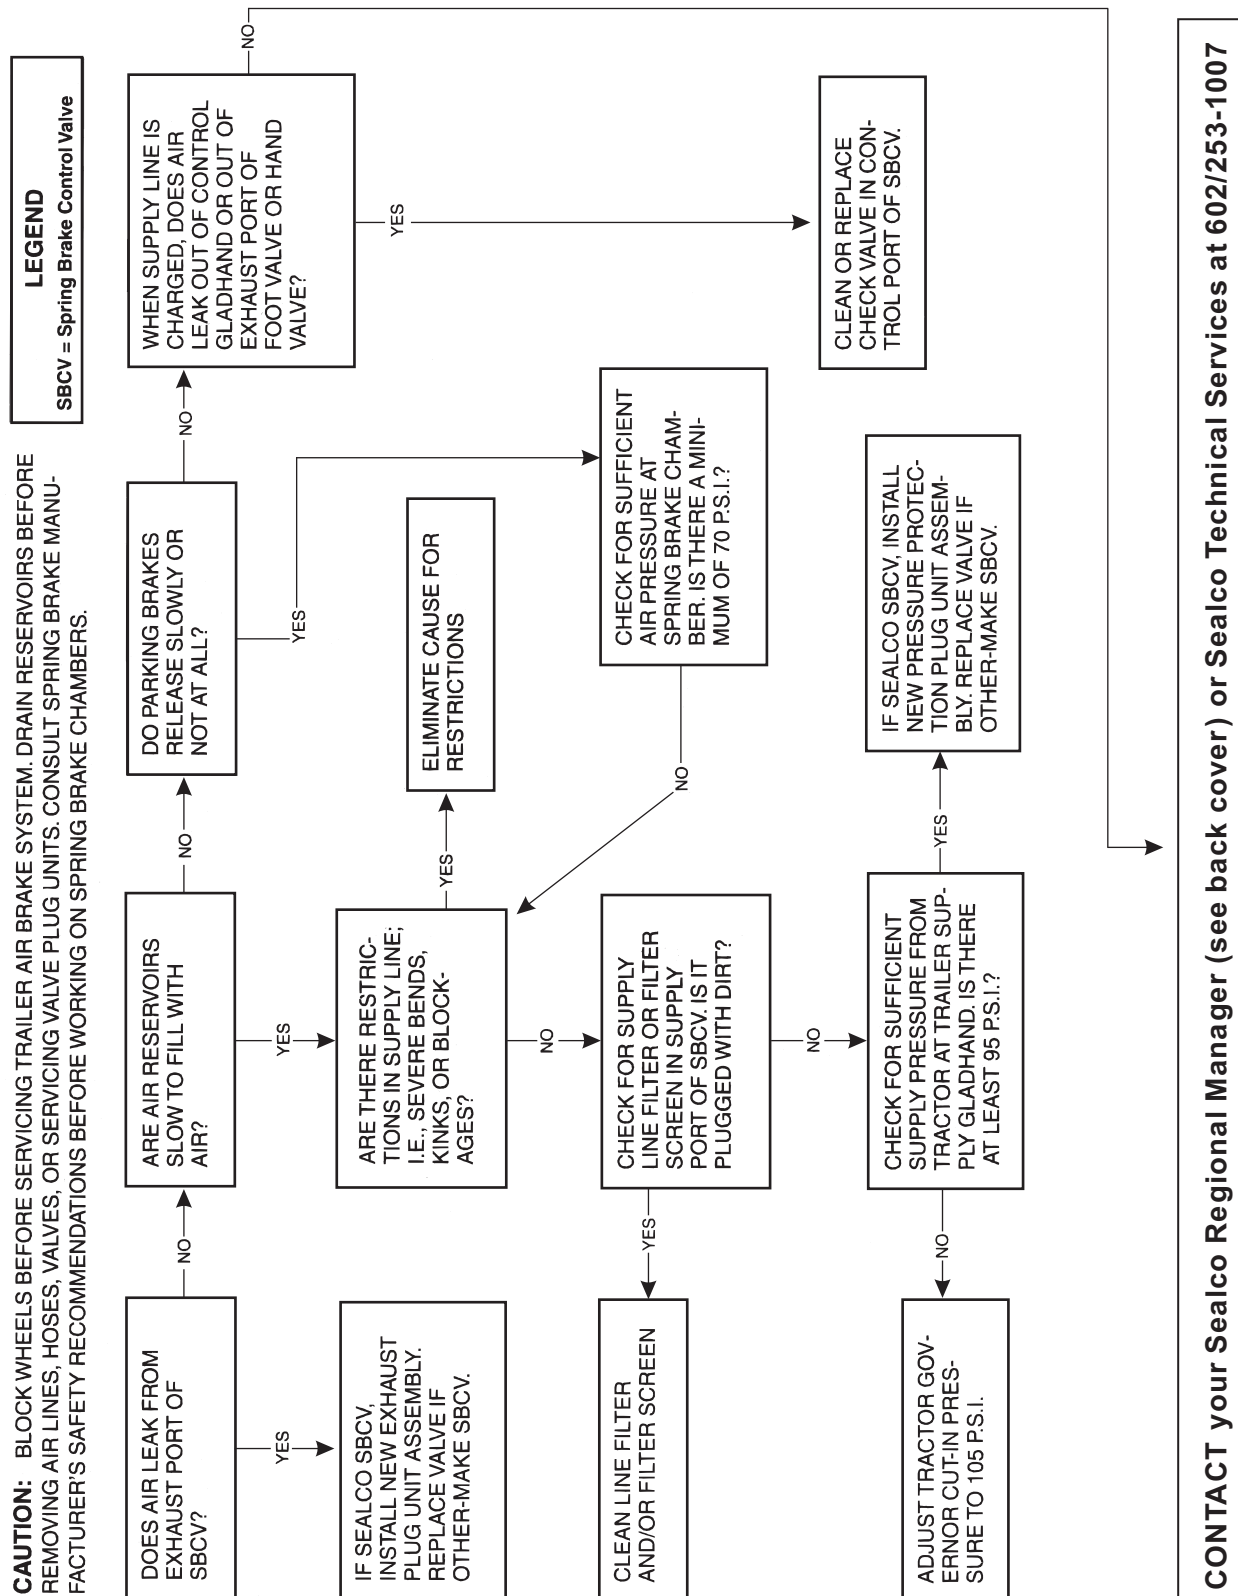 CAUTION: BLOCK WHEELS BEFORE SERVICING TRAILER AIR BRAKE SYSTEM. DRAIN RESERVOIRS BEFORE
REMOVING AIR LINES, HOSES, VALVES, OR SERVICING VALVE PLUG UNITS. CONSULT SPRING BRAKE MANU-
FACTURER'S SAFETY RECOMMENDATIONS BEFORE WORKING ON SPRING BRAKE CHAMBERS.
LEGEND
SBCV = Spring Brake Control Valve
DOES AIR LEAK FROM
EXHAUST PORT OF
SBCV?
NO
ARE AIR RESERVOIRS
SLOW TO FILL WITH
AIR?
NO
DO PARKING BRAKES
RELEASE SLOWLY OR
NOT AT ALL?
NO
WHEN SUPPLY LINE IS
CHARGED, DOES AIR
LEAK OUT OF CONTROL
GLADHAND OR OUT OF
EXHAUST PORT OF
FOOT VALVE OR HAND
VALVE?
NO
YES
YES
YES
YES
IF SEALCO SBCV,
INSTALL NEW EXHAUST
PLUG UNIT ASSEMBLY.
REPLACE VALVE IF
OTHER-MAKE SBCV.
ARE THERE RESTRIC-
TIONS IN SUPPLY LINE;
I.E., SEVERE BENDS,
KINKS, OR BLOCK-
AGES?
YES
ELIMINATE CAUSE FOR
RESTRICTIONS
NO
NO
CLEAN LINE FILTER
AND/OR FILTER SCREEN
YES
CHECK FOR SUPPLY
LINE FILTER OR FILTER
SCREEN IN SUPPLY
PORT OF SBCV. IS IT
PLUGGED WITH DIRT?
CHECK FOR SUFFICIENT
AIR PRESSURE AT
SPRING BRAKE CHAM-
BER. IS THERE A MINI-
MUM OF 70 P.S.I.?
CLEAN OR REPLACE
CHECK VALVE IN CON-
TROL PORT OF SBCV.
NO
ADJUST TRACTOR GOV-
ERNOR CUT-IN PRES-
SURE TO 105 P.S.I.
NO
CHECK FOR SUFFICIENT
SUPPLY PRESSURE FROM
TRACTOR AT TRAILER SUP-
PLY GLADHAND. IS THERE
AT LEAST 95 P.S.I.?
YES
IF SEALCO SBCV, INSTALL
NEW PRESSURE PROTEC-
TION PLUG UNIT ASSEM-
BLY. REPLACE VALVE IF
OTHER-MAKE SBCV.
CONTACT your Sealco Regional Manager (see back cover) or Sealco Technical Services at 602/253-1007